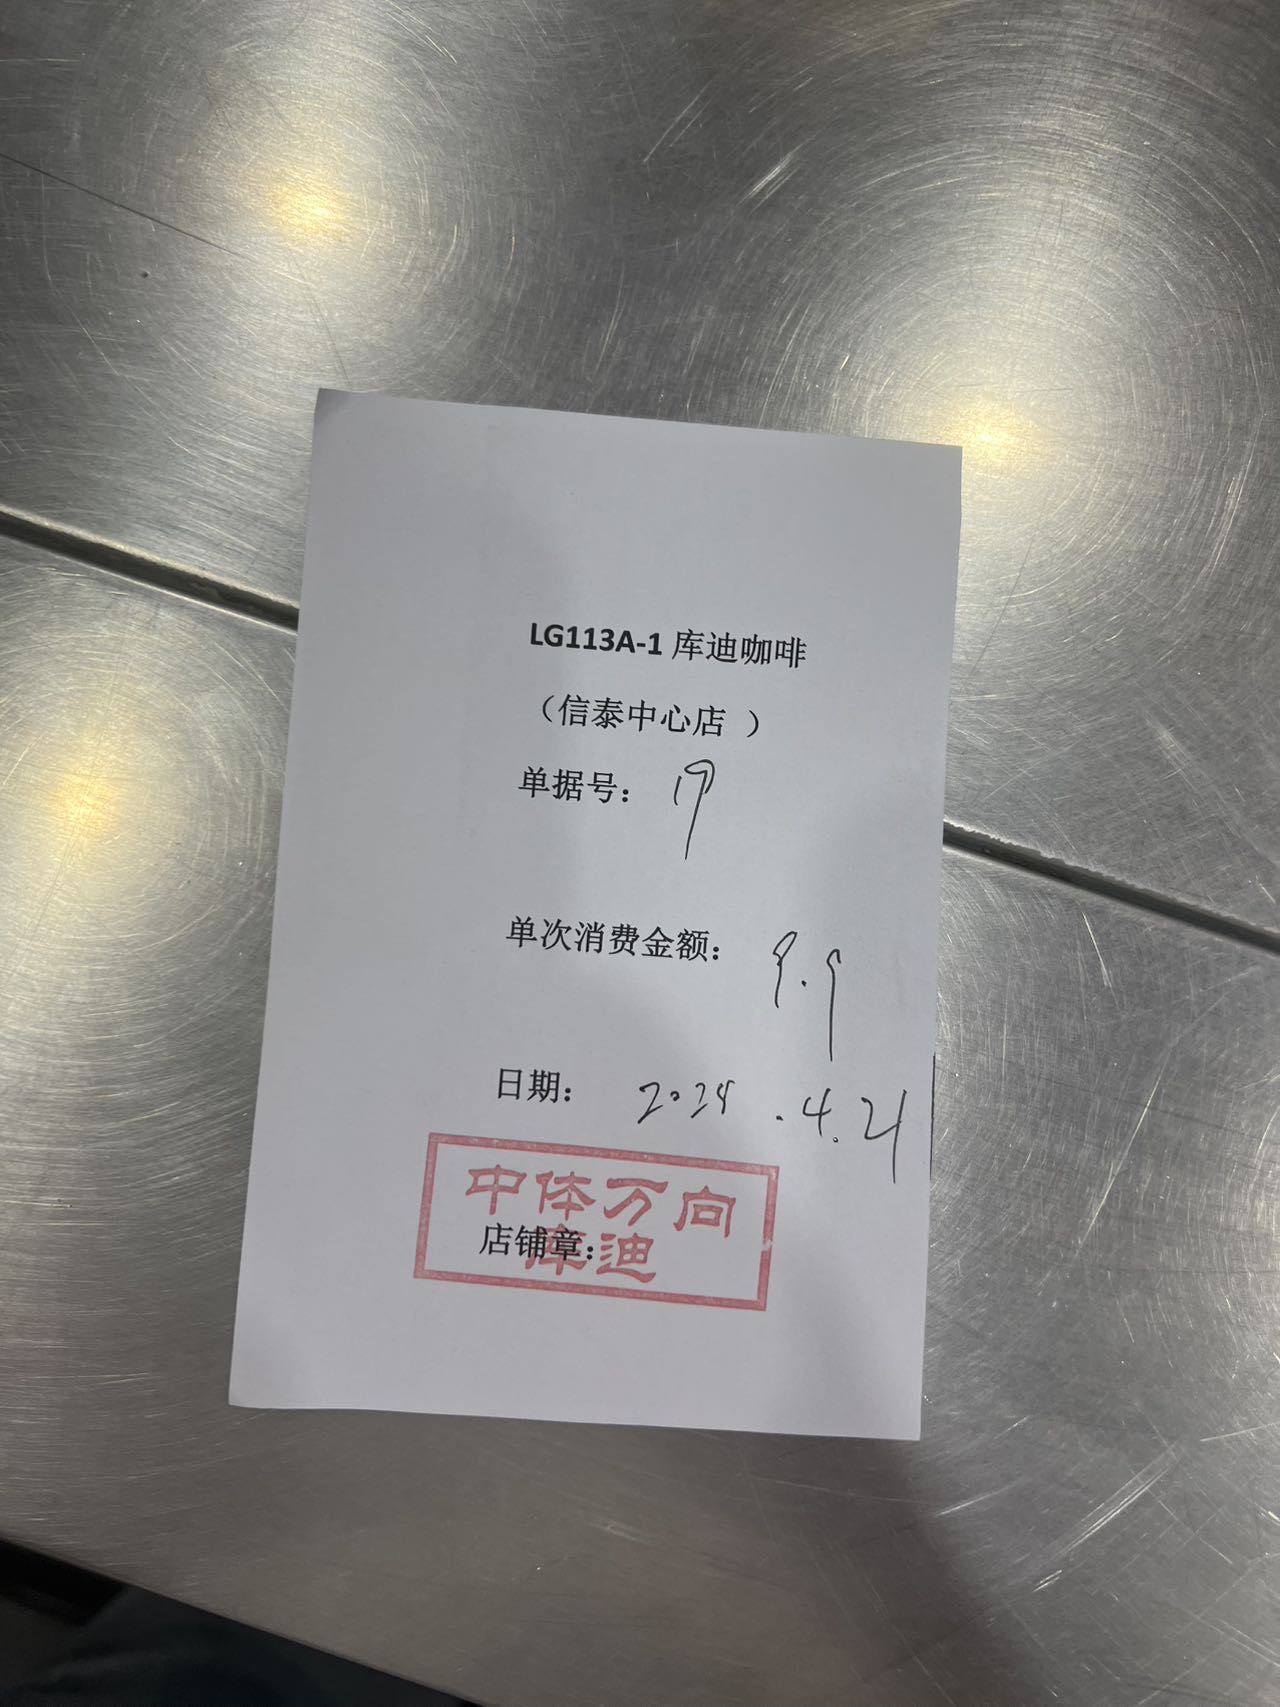 LG113A-1 库迪咖啡
（信泰中心店 ）
单据号： 19
单次消费金额： 9.9
日期： 2024.4.21
中体万向
库迪
店铺章：